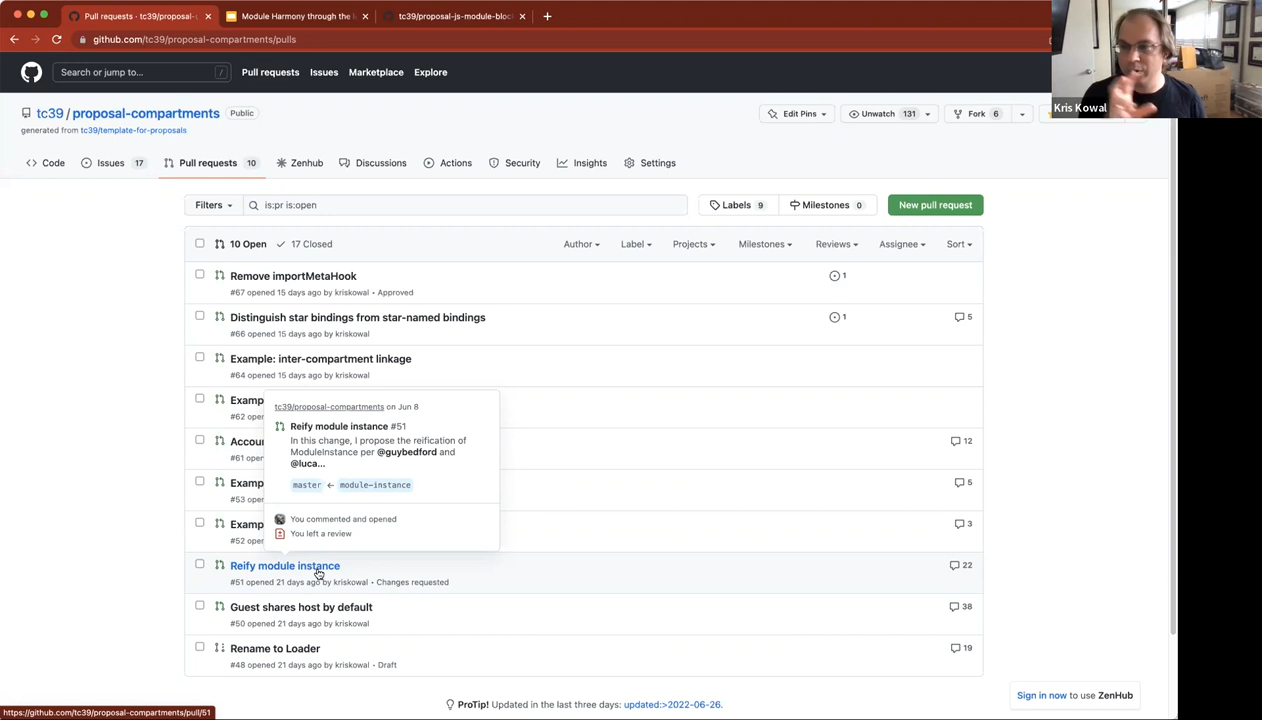 Pull requests · tc39/proposal-
Module Harmony through the l
tc39/proposal-js-module-bloc
github.com/tc39/proposal-compartments/pulls
Kris Kowal
Search or jump to...
/
Pull requests
Issues
Marketplace
Explore
tc39 / proposal-compartments
Public
generated from tc39/template-for-proposals
Edit Pins
Unwatch 131
Fork 6
Code
Issues 17
Pull requests 10
Zenhub
Discussions
Actions
Security
Insights
Settings
Filters
is:pr is:open
Labels 9
Milestones 0
New pull request
10 Open
17 Closed
Author
Label
Projects
Milestones
Reviews
Assignee
Sort
Remove importMetaHook
1
#67 opened 15 days ago by kriskowal • Approved
Distinguish star bindings from star-named bindings
1
5
#66 opened 15 days ago by kriskowal
Example: inter-compartment linkage
#64 opened 15 days ago by kriskowal
Examp
#62 open
Accou
12
#61 open
Examp
5
#53 open
Examp
3
#52 open
tc39/proposal-compartments on Jun 8
Reify module instance #51
In this change, I propose the reification of
ModuleInstance per @guybedford and
@luca...
master ← module-instance
You commented and opened
You left a review
Reify module instance
22
#51 opened 21 days ago by kriskowal • Changes requested
Guest shares host by default
38
#50 opened 21 days ago by kriskowal
Rename to Loader
19
#48 opened 21 days ago by kriskowal • Draft
Sign in now to use ZenHub
ProTip! Updated in the last three days: updated:>2022-06-26.
https://github.com/tc39/proposal-compartments/pull/51